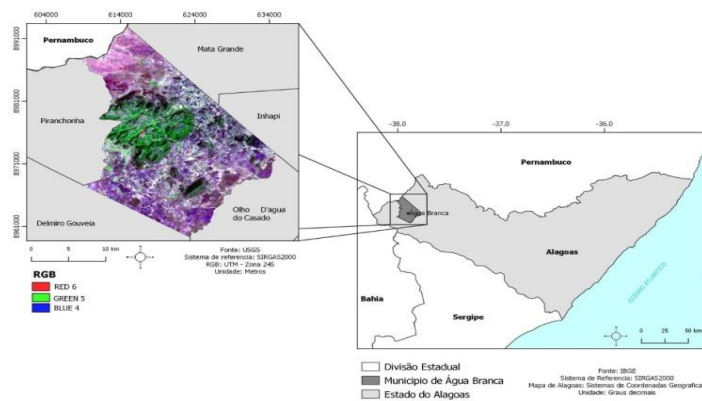 604000 614000 624000 634000
8991000
8981000
8971000
8961000
Pernambuco
Mata Grande
Piranchonha
Inhapi
Delmiro Gouveia
Olho D'agua
do Casado
0 5 10 km
Fonte: USGS
Sistema de referencia: SIRGAS2000
RGB: UTM - Zona 24S
Unidade: Metros
RGB
RED 6
GREEN 5
BLUE 4
-38.0 -37.0 -36.0
Pernambuco
Água Branca
Alagoas
Bahia
Sergipe
OCEANO ATLÂNTICO
0 25 50 km
Divisão Estadual
Municipio de Água Branca
Estado do Alagoas
Fonte: IBGE
Sistema de Referencia: SIRGAS2000
Mapa de Alagoas: Sistemas de Coordenadas Geografica
Unidade: Graus decimais